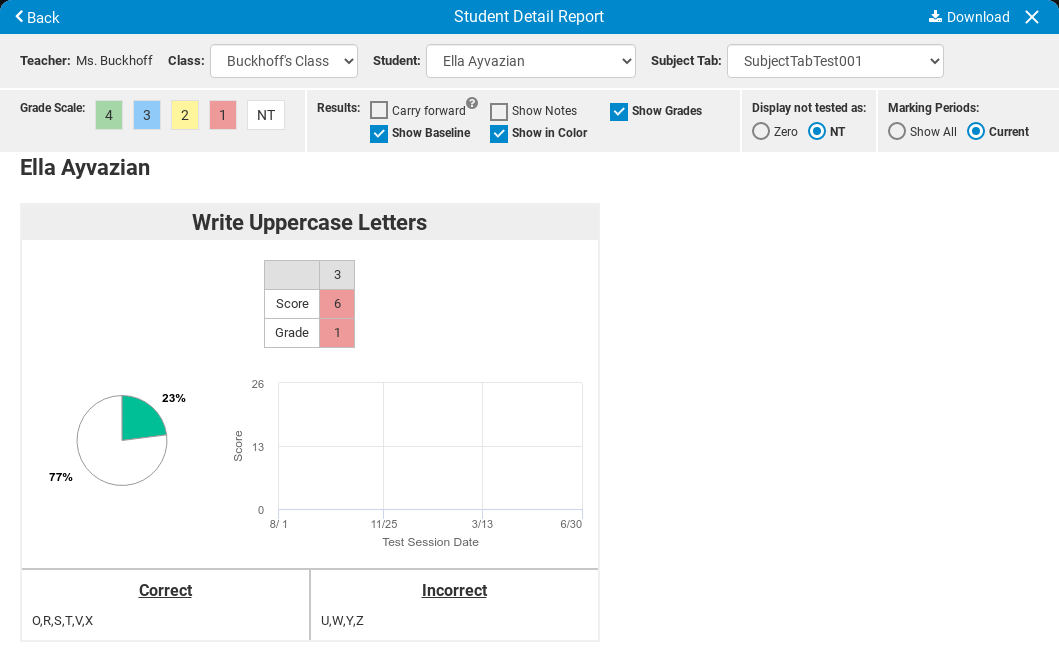 Back
Student Detail Report
Download
Teacher: Ms. Buckhoff Class: Buckhoff's Class Student: Ella Ayvazian Subject Tab: SubjectTabTest001
Grade Scale: 4 3 2 1 NT
Results: Carry forward ? Show Notes Show Grades
Show Baseline Show in Color
Display not tested as:
Zero NT
Marking Periods:
Show All Current
Ella Ayvazian
Write Uppercase Letters
3
Score 6
Grade 1
23%
77%
26
13
0
Score
8/ 1 11/25 3/13 6/30
Test Session Date
Correct
O,R,S,T,V,X
Incorrect
U,W,Y,Z